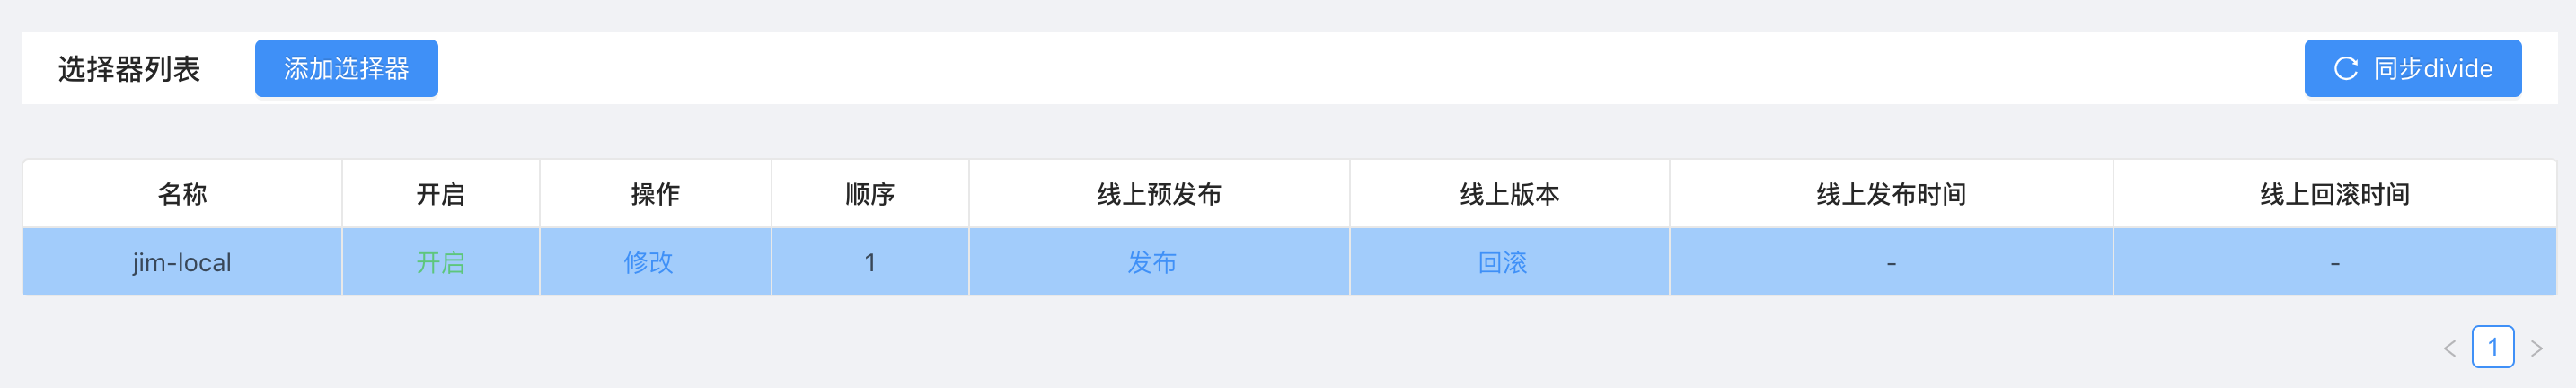 选择器列表 添加选择器 同步divide
名称 开启 操作 顺序 线上预发布 线上版本 线上发布时间 线上回滚时间
jim-local 开启 修改 1 发布 回滚 - -
1